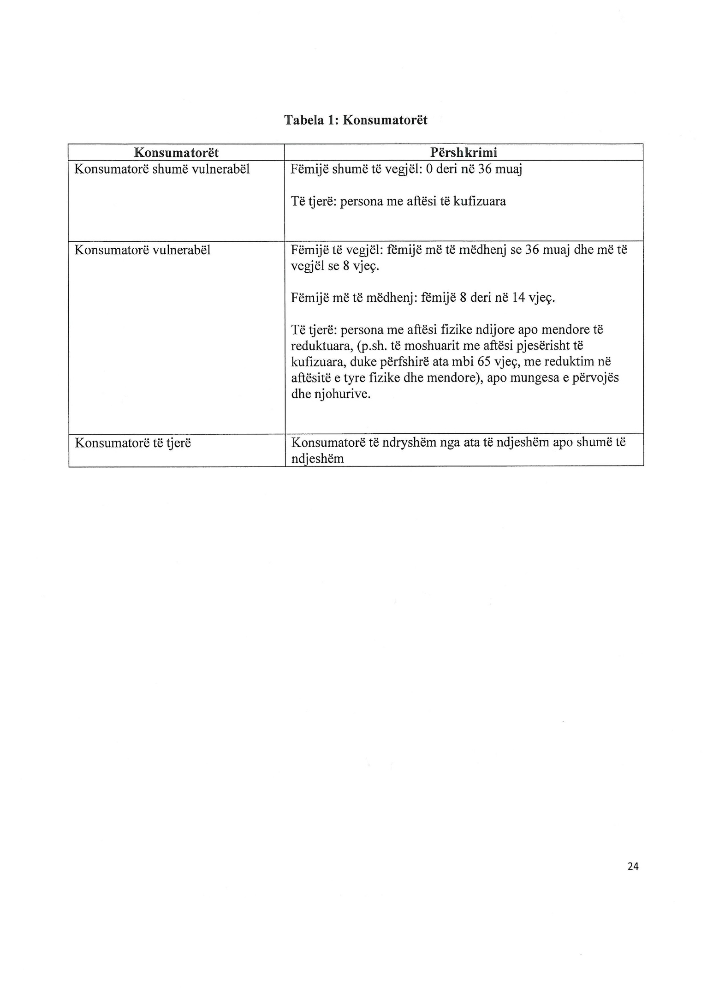 Tabela 1: Konsumatorët
Konsumatorët
Përshkrimi
Konsumatorë shumë vulnerabël
Fëmijë shumë të vegjël: 0 deri në 36 muaj
Të tjerë: persona me aftësi të kufizuara
Konsumatorë vulnerabël
Fëmijë të vegjël: fëmijë më të mëdhenj se 36 muaj dhe më të
vegjël se 8 vjeç.
Fëmijë më të mëdhenj: fëmijë 8 deri në 14 vjeç.
Të tjerë: persona me aftësi fizike ndijore apo mendore të
reduktuara, (p.sh. të moshuarit me aftësi pjesërisht të
kufizuara, duke përfshirë ata mbi 65 vjeç, me reduktim në
aftësitë e tyre fizike dhe mendore), apo mungesa e përvojës
dhe njohurive.
Konsumatorë të tjerë
Konsumatorë të ndryshëm nga ata të ndjeshëm apo shumë të
ndjeshëm
24